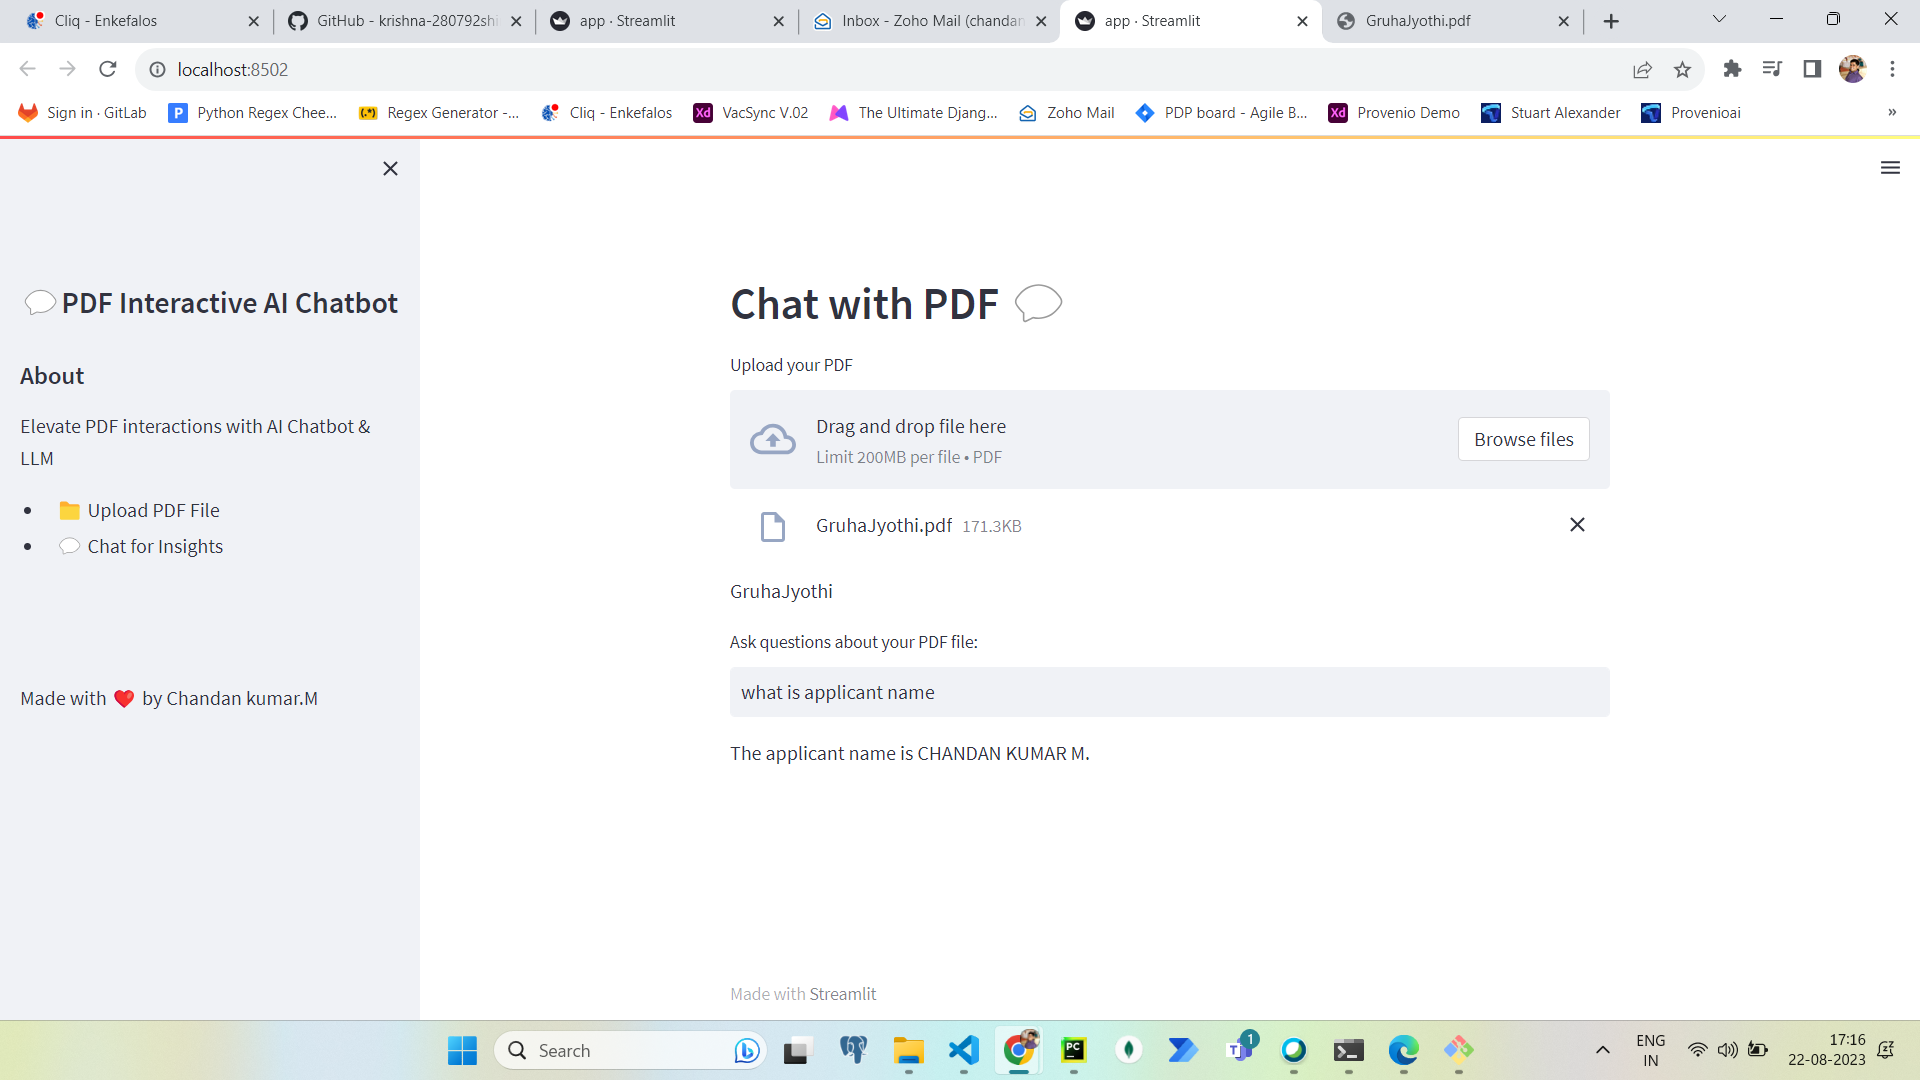 Cliq - Enkefalos
GitHub - krishna-280792shi
app · Streamlit
Inbox - Zoho Mail (chandan
app · Streamlit
GruhaJyothi.pdf
localhost:8502
Sign in · GitLab
Python Regex Chee...
Regex Generator -...
Cliq - Enkefalos
VacSync V.02
The Ultimate Djang...
Zoho Mail
PDP board - Agile B...
Provenio Demo
Stuart Alexander
Provenioai
»
PDF Interactive AI Chatbot
About
Elevate PDF interactions with AI Chatbot &
LLM
• Upload PDF File
• Chat for Insights
Made with ❤️ by Chandan kumar.M
Chat with PDF
Upload your PDF
Drag and drop file here
Limit 200MB per file • PDF
Browse files
GruhaJyothi.pdf 171.3KB
GruhaJyothi
Ask questions about your PDF file:
what is applicant name
The applicant name is CHANDAN KUMAR M.
Made with Streamlit
Search
1
ENG
IN
17:16
22-08-2023